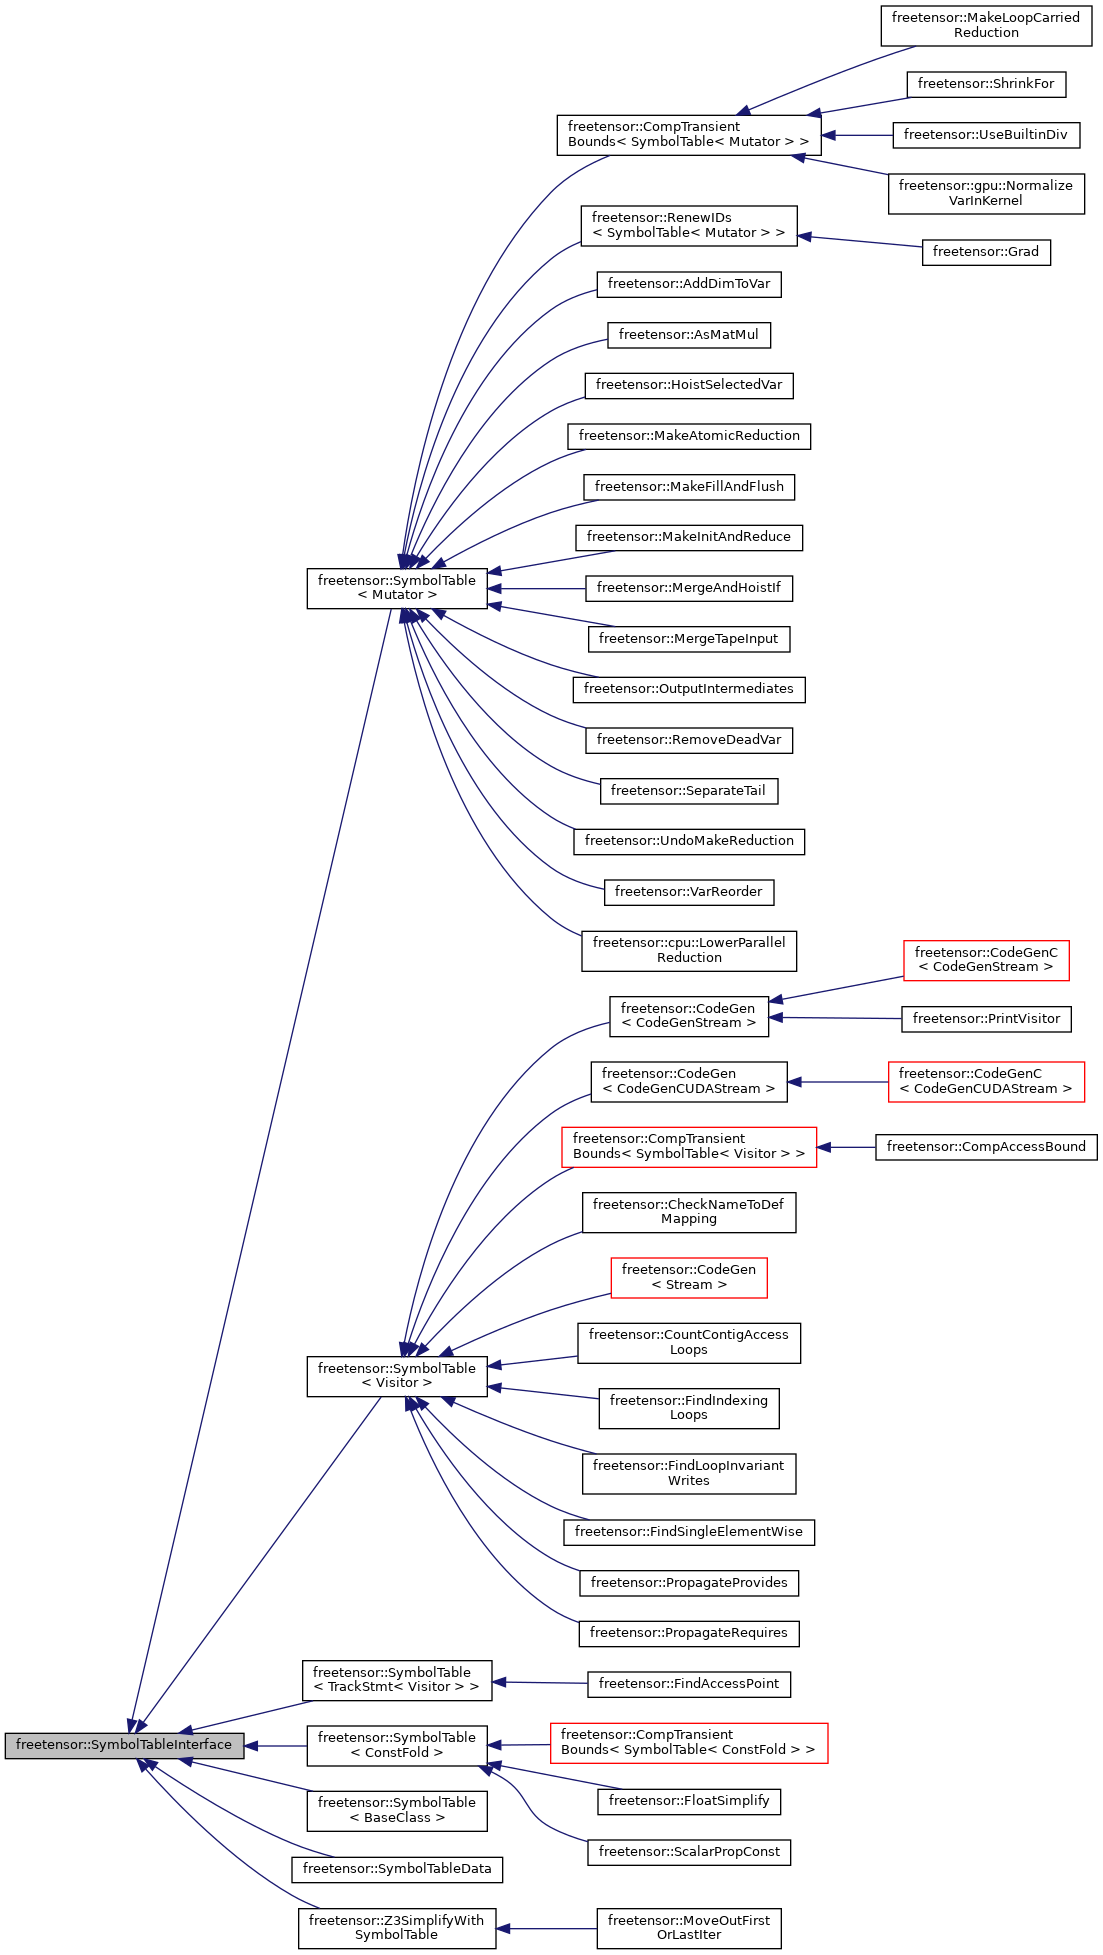 freetensor::MakeLoopCarried
Reduction
freetensor::ShrinkFor
freetensor::CompTransient
Bounds< SymbolTable< Mutator > >
freetensor::UseBuiltinDiv
freetensor::gpu::Normalize
VarInKernel
freetensor::RenewIDs
< SymbolTable< Mutator > >
freetensor::Grad
freetensor::AddDimToVar
freetensor::AsMatMul
freetensor::HoistSelectedVar
freetensor::MakeAtomicReduction
freetensor::MakeFillAndFlush
freetensor::MakeInitAndReduce
freetensor::SymbolTable
< Mutator >
freetensor::MergeAndHoistIf
freetensor::MergeTapeInput
freetensor::OutputIntermediates
freetensor::RemoveDeadVar
freetensor::SeparateTail
freetensor::UndoMakeReduction
freetensor::VarReorder
freetensor::cpu::LowerParallel
Reduction
freetensor::CodeGenC
< CodeGenStream >
freetensor::CodeGen
< CodeGenStream >
freetensor::PrintVisitor
freetensor::CodeGen
< CodeGenCUDAStream >
freetensor::CodeGenC
< CodeGenCUDAStream >
freetensor::CompTransient
Bounds< SymbolTable< Visitor > >
freetensor::CompAccessBound
freetensor::CheckNameToDef
Mapping
freetensor::CodeGen
< Stream >
freetensor::CountContigAccess
Loops
freetensor::SymbolTable
< Visitor >
freetensor::FindIndexing
Loops
freetensor::FindLoopInvariant
Writes
freetensor::FindSingleElementWise
freetensor::PropagateProvides
freetensor::PropagateRequires
freetensor::SymbolTable
< TrackStmt< Visitor > >
freetensor::FindAccessPoint
freetensor::SymbolTableInterface
freetensor::SymbolTable
< ConstFold >
freetensor::CompTransient
Bounds< SymbolTable< ConstFold > >
freetensor::FloatSimplify
freetensor::SymbolTable
< BaseClass >
freetensor::ScalarPropConst
freetensor::SymbolTableData
freetensor::Z3SimplifyWith
SymbolTable
freetensor::MoveOutFirst
OrLastIter